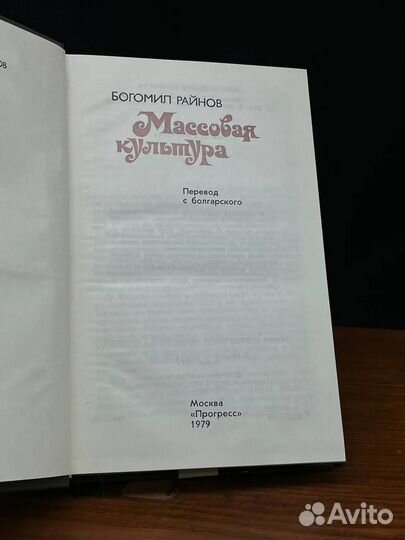 БОГОМИЛ РАЙНОВ
Массовая
культура
Перевод
с болгарского
Москва
«Прогресс»
1979
Avito